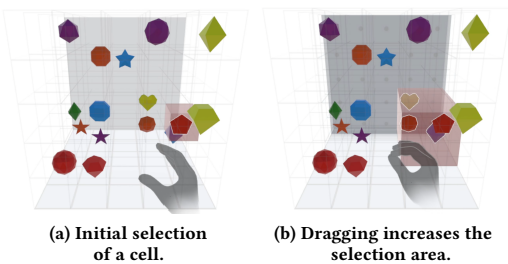 (a) Initial selection
of a cell.
(b) Dragging increases the
selection area.